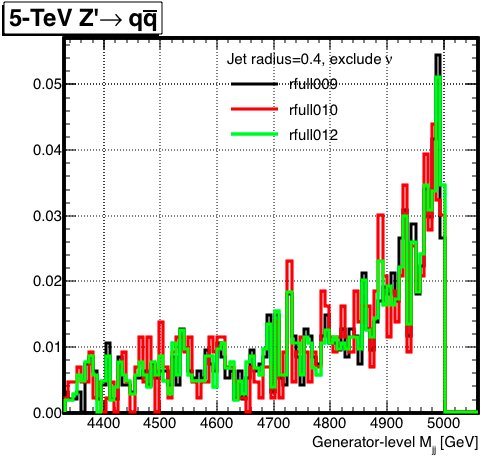 5-TeV Z'→ qq̅
Jet radius=0.4, exclude ν
rfull009
rfull010
rfull012
0.05
0.04
0.03
0.02
0.01
0.00
4400 4500 4600 4700 4800 4900 5000
Generator-level M_jj [GeV]